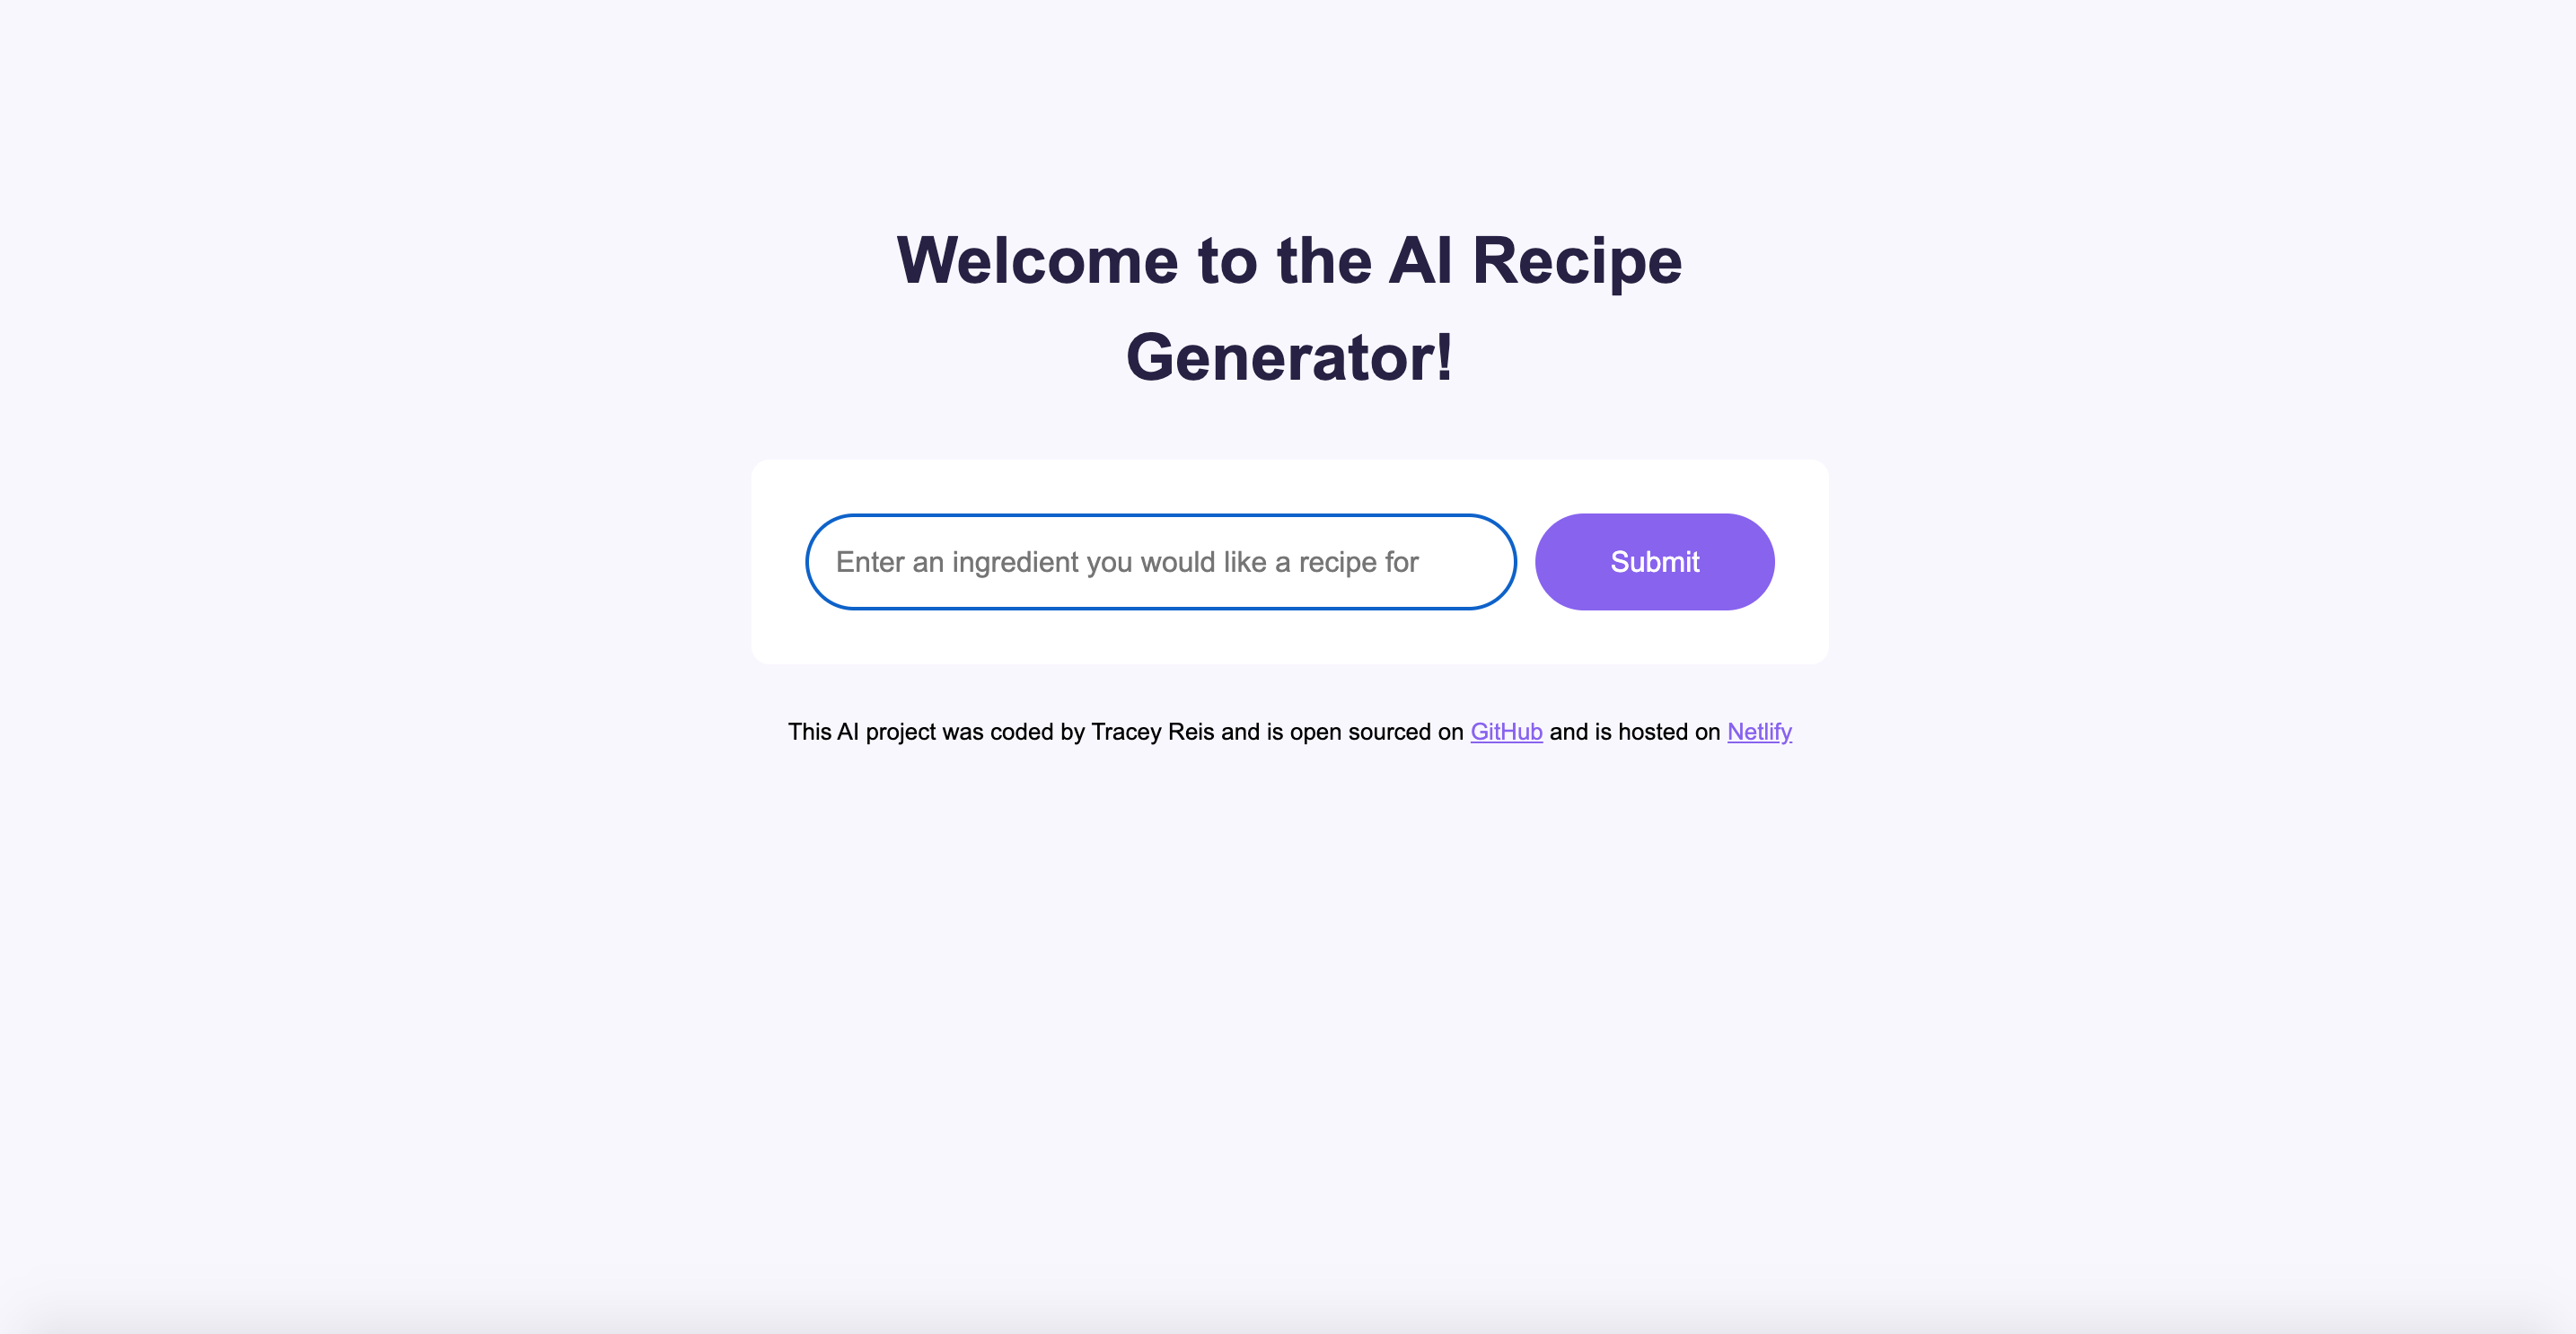 Welcome to the AI Recipe
Generator!
Enter an ingredient you would like a recipe for
Submit
This AI project was coded by Tracey Reis and is open sourced on GitHub and is hosted on Netlify